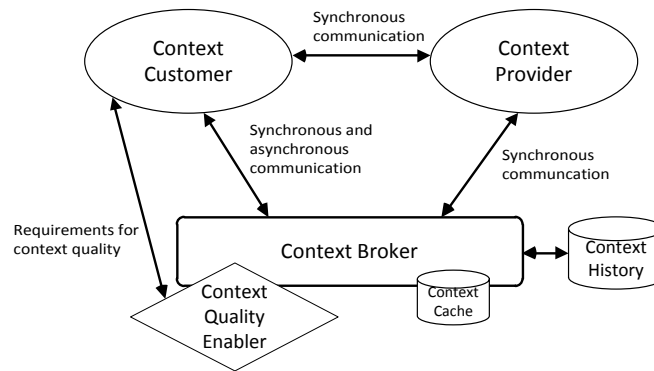 Synchronous
communication
Context
Customer
Context
Provider
Synchronous and
asynchronous
communication
Synchronous
communcation
Requirements for
context quality
Context Broker
Context
History
Context
Quality
Enabler
Context
Cache